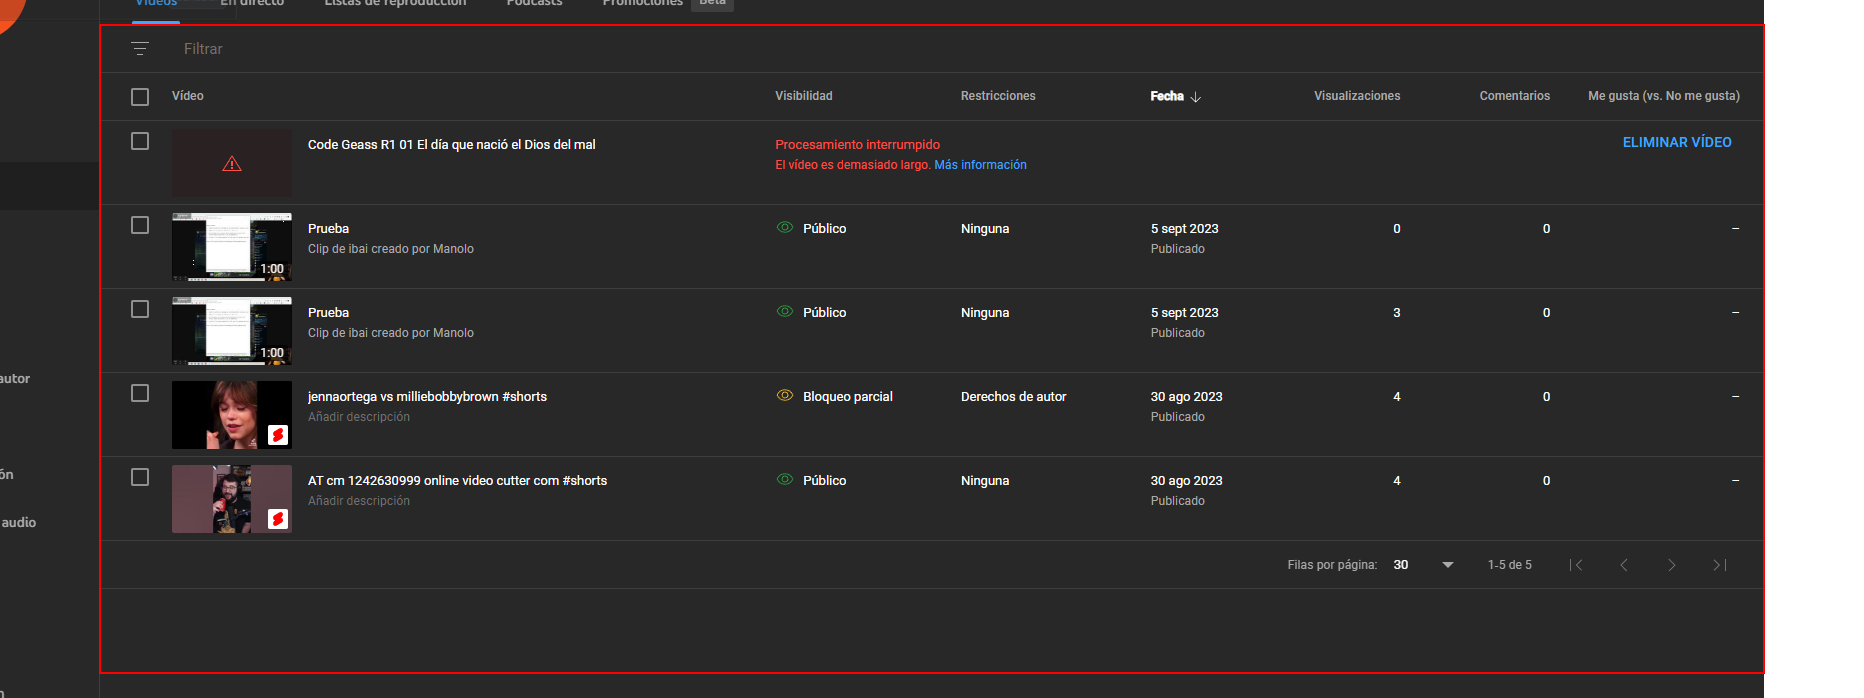 Vídeos En directo Listas de reproducción Podcasts Promociones Beta
Filtrar
Vídeo Visibilidad Restricciones Fecha Visualizaciones Comentarios Me gusta (vs. No me gusta)
Code Geass R1 01 El día que nació el Dios del mal Procesamiento interrumpido ELIMINAR VÍDEO
El vídeo es demasiado largo. Más información
Prueba Público Ninguna 5 sept 2023 0 0 –
Clip de ibai creado por Manolo Publicado
1:00
Prueba Público Ninguna 5 sept 2023 3 0 –
Clip de ibai creado por Manolo Publicado
1:00
autor
jennaortega vs milliebobbybrown #shorts Bloqueo parcial Derechos de autor 30 ago 2023 4 0 –
Añadir descripción Publicado
ón
AT cm 1242630999 online video cutter com #shorts Público Ninguna 30 ago 2023 4 0 –
Añadir descripción Publicado
audio
Filas por página: 30 1-5 de 5